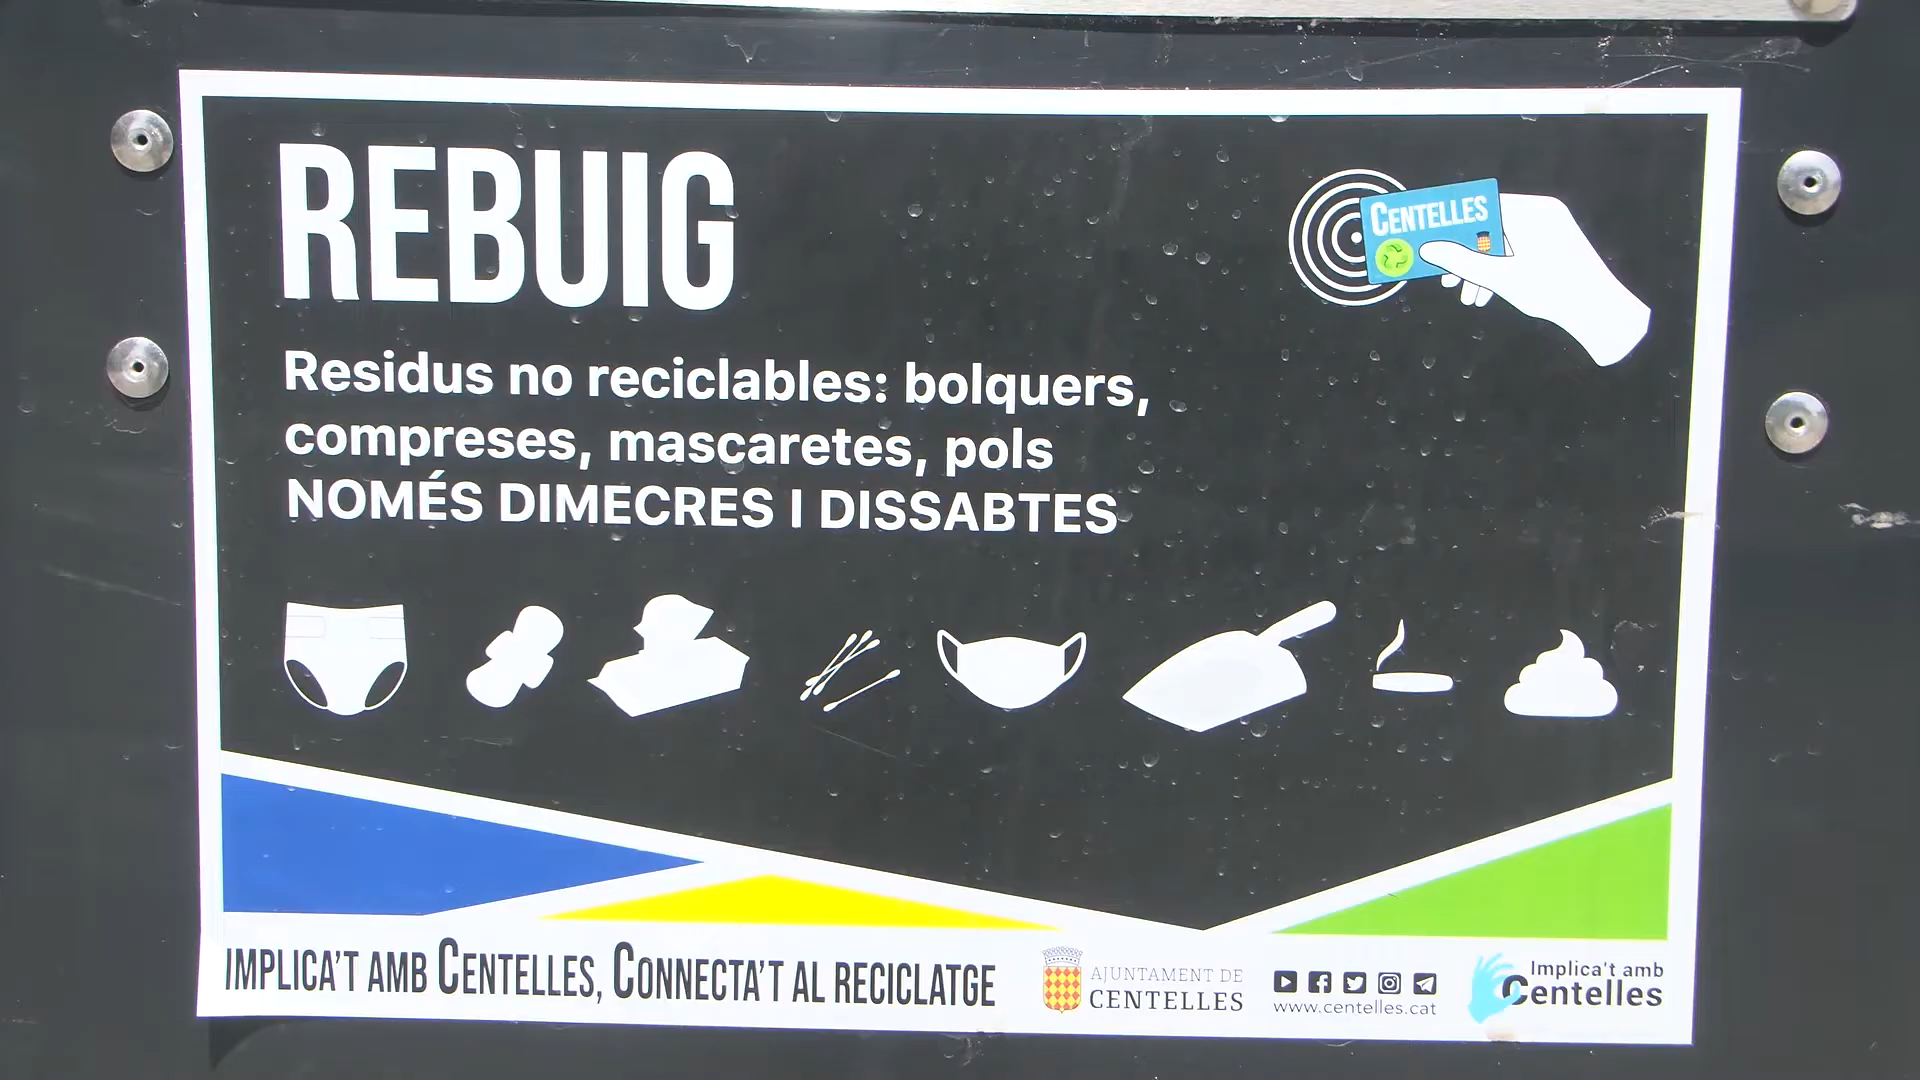 REBUIG
CENTELLES
Residus no reciclables: bolquers,
compreses, mascaretes, pols
NOMÉS DIMECRES I DISSABTES
IMPLICA'T AMB CENTELLES, CONNECTA'T AL RECICLATGE
AJUNTAMENT DE
CENTELLES
www.centelles.cat
Implica't amb
Centelles